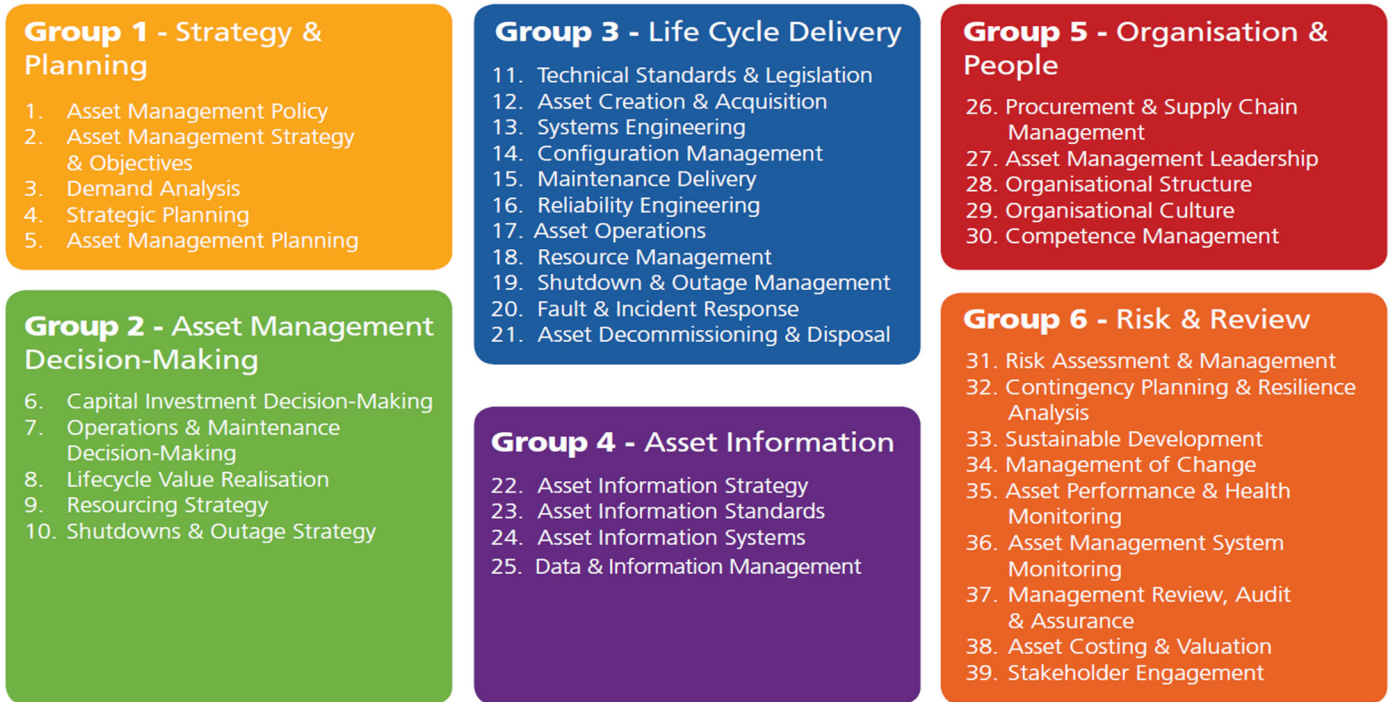 Group 1 - Strategy &
Planning
1. Asset Management Policy
2. Asset Management Strategy
& Objectives
3. Demand Analysis
4. Strategic Planning
5. Asset Management Planning
Group 2 - Asset Management
Decision-Making
6. Capital Investment Decision-Making
7. Operations & Maintenance
Decision-Making
8. Lifecycle Value Realisation
9. Resourcing Strategy
10. Shutdowns & Outage Strategy
Group 3 - Life Cycle Delivery
11. Technical Standards & Legislation
12. Asset Creation & Acquisition
13. Systems Engineering
14. Configuration Management
15. Maintenance Delivery
16. Reliability Engineering
17. Asset Operations
18. Resource Management
19. Shutdown & Outage Management
20. Fault & Incident Response
21. Asset Decommissioning & Disposal
Group 4 - Asset Information
22. Asset Information Strategy
23. Asset Information Standards
24. Asset Information Systems
25. Data & Information Management
Group 5 - Organisation &
People
26. Procurement & Supply Chain
Management
27. Asset Management Leadership
28. Organisational Structure
29. Organisational Culture
30. Competence Management
Group 6 - Risk & Review
31. Risk Assessment & Management
32. Contingency Planning & Resilience
Analysis
33. Sustainable Development
34. Management of Change
35. Asset Performance & Health
Monitoring
36. Asset Management System
Monitoring
37. Management Review, Audit
& Assurance
38. Asset Costing & Valuation
39. Stakeholder Engagement